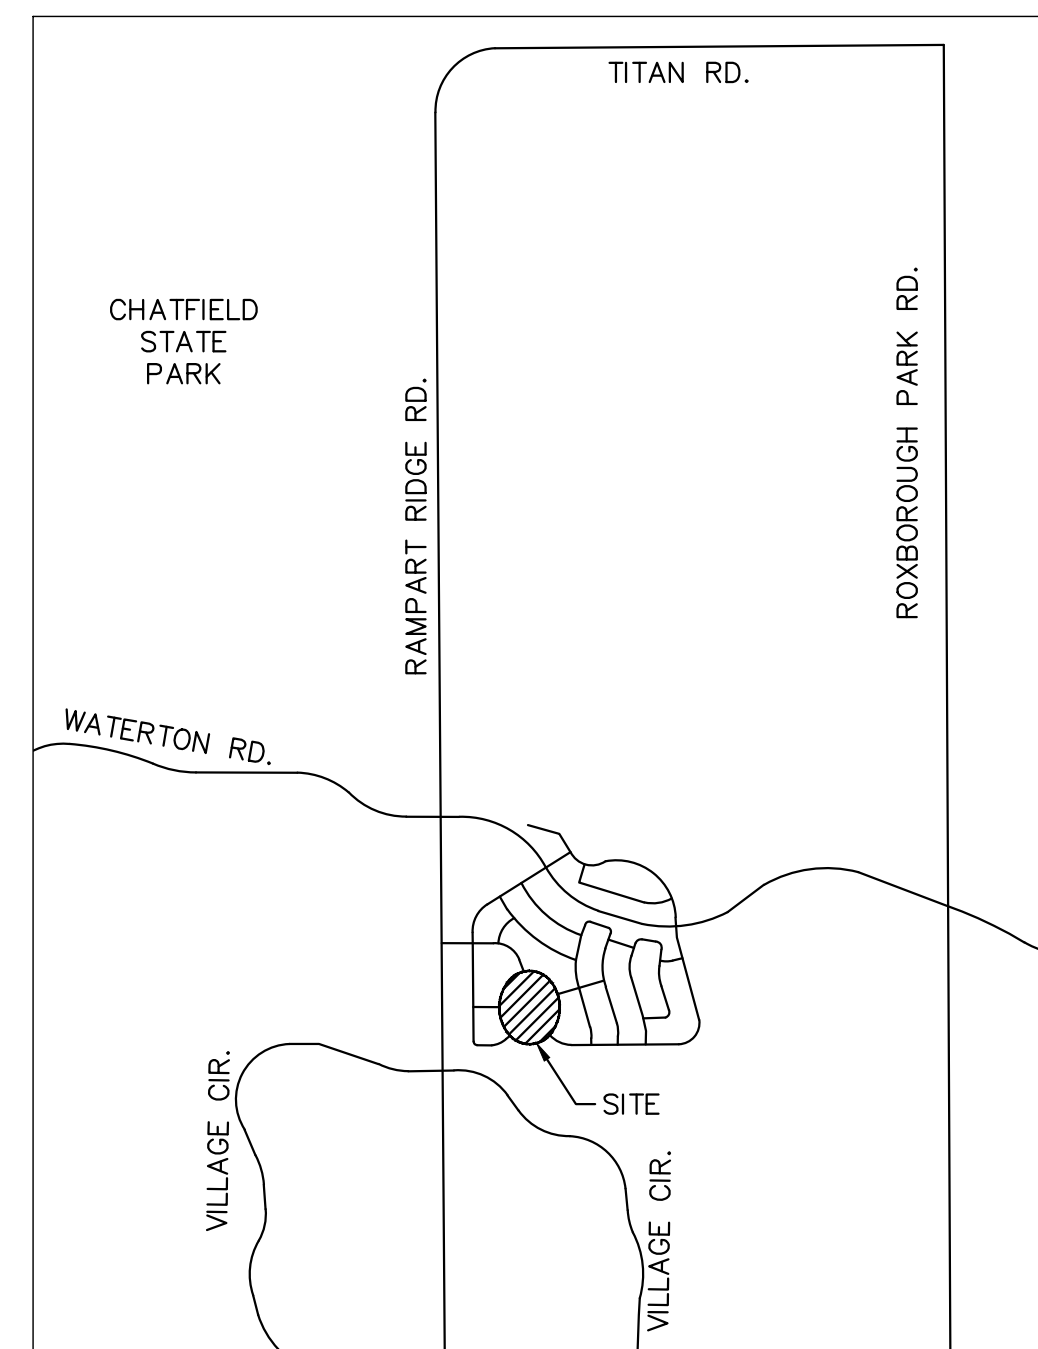 TITAN RD.
CHATFIELD
STATE
PARK
ROXBOROUGH PARK RD.
RAMPART RIDGE RD.
WATERTON RD.
VILLAGE CIR.
SITE
VILLAGE CIR.